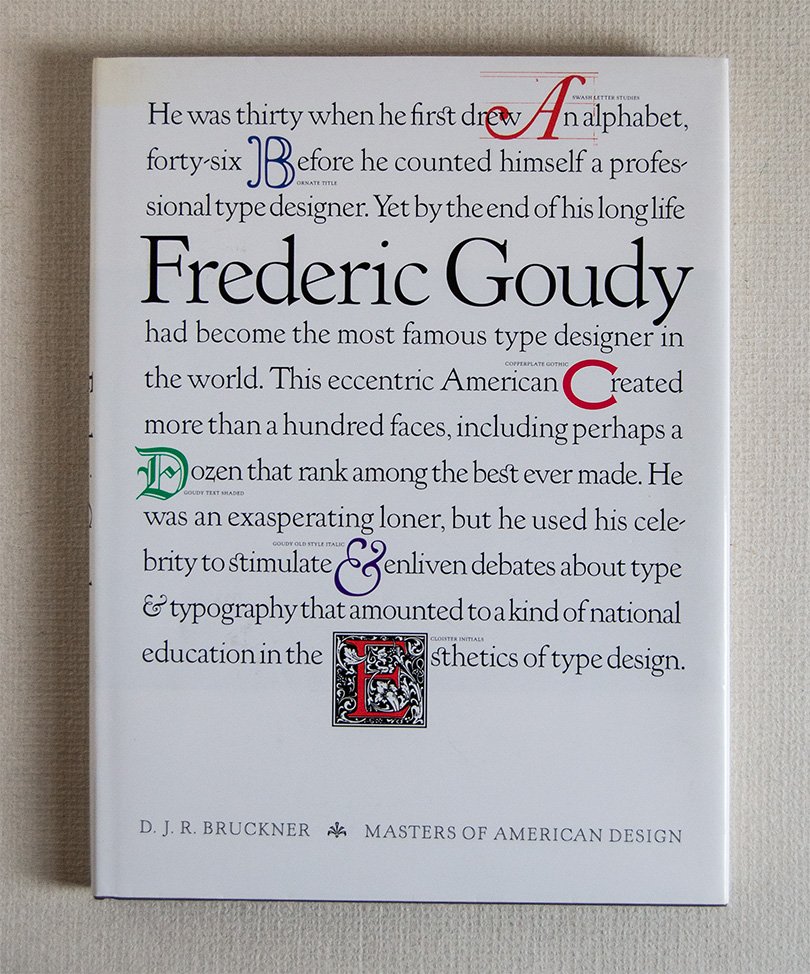 SWASH LETTER STUDIES
He was thirty when he first drew An alphabet,
forty-six Before he counted himself a profes-
ORNATE TITLE
sional type designer. Yet by the end of his long life
Frederic Goudy
had become the most famous type designer in
COPPERPLATE GOTHIC
the world. This eccentric American Created
more than a hundred faces, including perhaps a
Dozen that rank among the best ever made. He
GOUDY TEXT SHADED
was an exasperating loner, but he used his cele-
GOUDY OLD STYLE ITALIC
brity to stimulate & enliven debates about type
& typography that amounted to a kind of national
CLOISTER INITIALS
education in the Esthetics of type design.
D. J. R. BRUCKNER MASTERS OF AMERICAN DESIGN